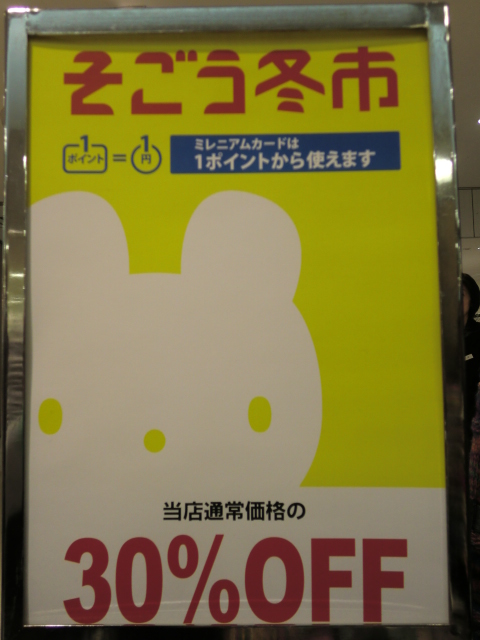 そごう冬市
1ポイント=1円
ミレニアムカードは
1ポイントから使えます
当店通常価格の
30%OFF